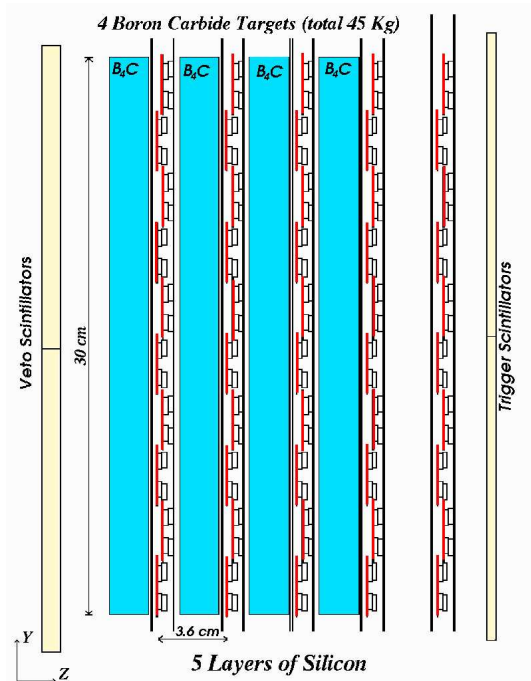 4 Boron Carbide Targets (total 45 Kg)
B₄C
B₄C
B₄C
B₄C
Veto Scintillators
30 cm
Trigger Scintillators
3.6 cm
Y
Z
5 Layers of Silicon